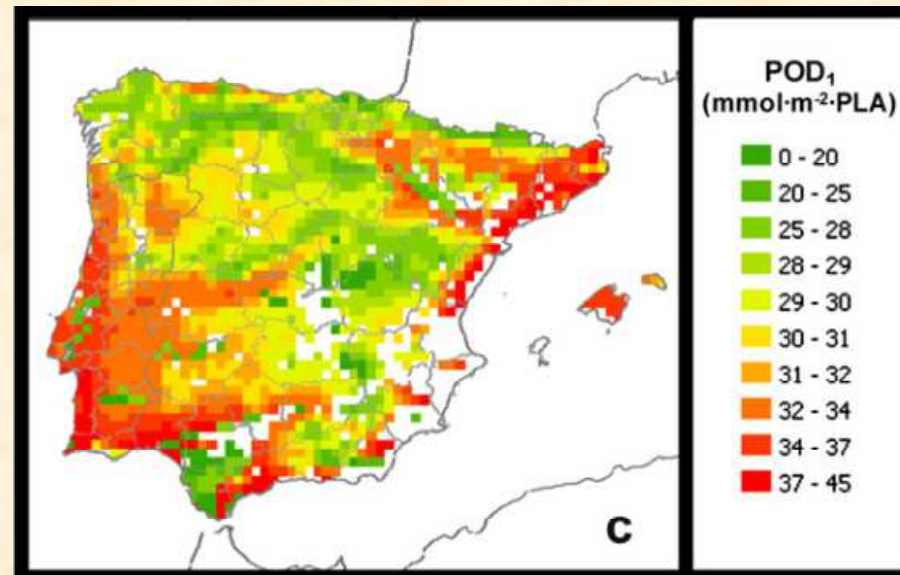 POD₁
(mmol·m⁻²·PLA)
0 - 20
20 - 25
25 - 28
28 - 29
29 - 30
30 - 31
31 - 32
32 - 34
34 - 37
37 - 45
C